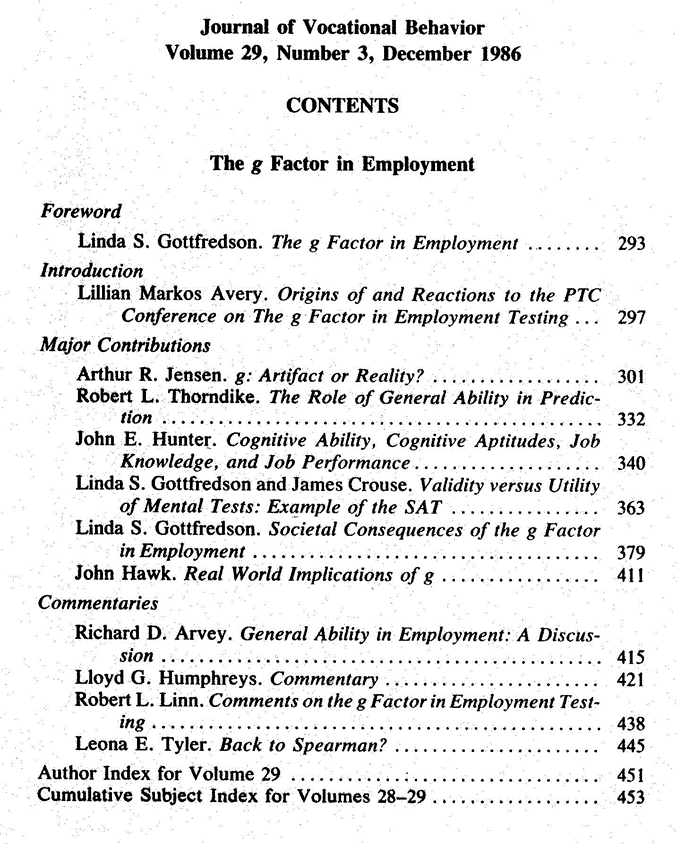 Journal of Vocational Behavior
Volume 29, Number 3, December 1986
CONTENTS
The g Factor in Employment
Foreword
Linda S. Gottfredson. The g Factor in Employment ........ 293
Introduction
Lillian Markos Avery. Origins of and Reactions to the PTC
Conference on The g Factor in Employment Testing ... 297
Major Contributions
Arthur R. Jensen. g: Artifact or Reality? .................. 301
Robert L. Thorndike. The Role of General Ability in Predic-
tion ............................................... 332
John E. Hunter. Cognitive Ability, Cognitive Aptitudes, Job
Knowledge, and Job Performance.................... 340
Linda S. Gottfredson and James Crouse. Validity versus Utility
of Mental Tests: Example of the SAT ................ 363
Linda S. Gottfredson. Societal Consequences of the g Factor
in Employment ..................................... 379
John Hawk. Real World Implications of g ................. 411
Commentaries
Richard D. Arvey. General Ability in Employment: A Discus-
sion ............................................... 415
Lloyd G. Humphreys. Commentary ....................... 421
Robert L. Linn. Comments on the g Factor in Employment Test-
ing ................................................ 438
Leona E. Tyler. Back to Spearman? ...................... 445
Author Index for Volume 29 ................................. 451
Cumulative Subject Index for Volumes 28–29 .................. 453